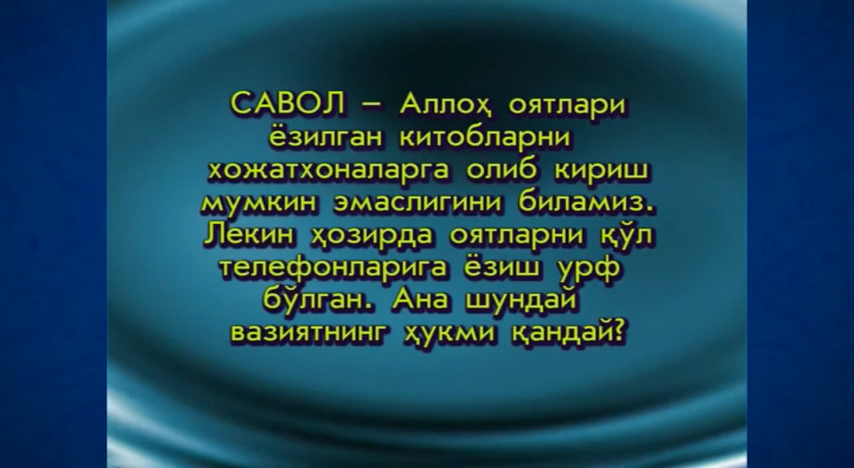 САВОЛ – Аллоҳ оятлари
ёзилган китобларни
хожатхоналарга олиб кириш
мумкин эмаслигини биламиз.
Лекин ҳозирда оятларни қўл
телефонларига ёзиш урф
бўлган. Ана шундай
вазиятнинг ҳукми қандай?